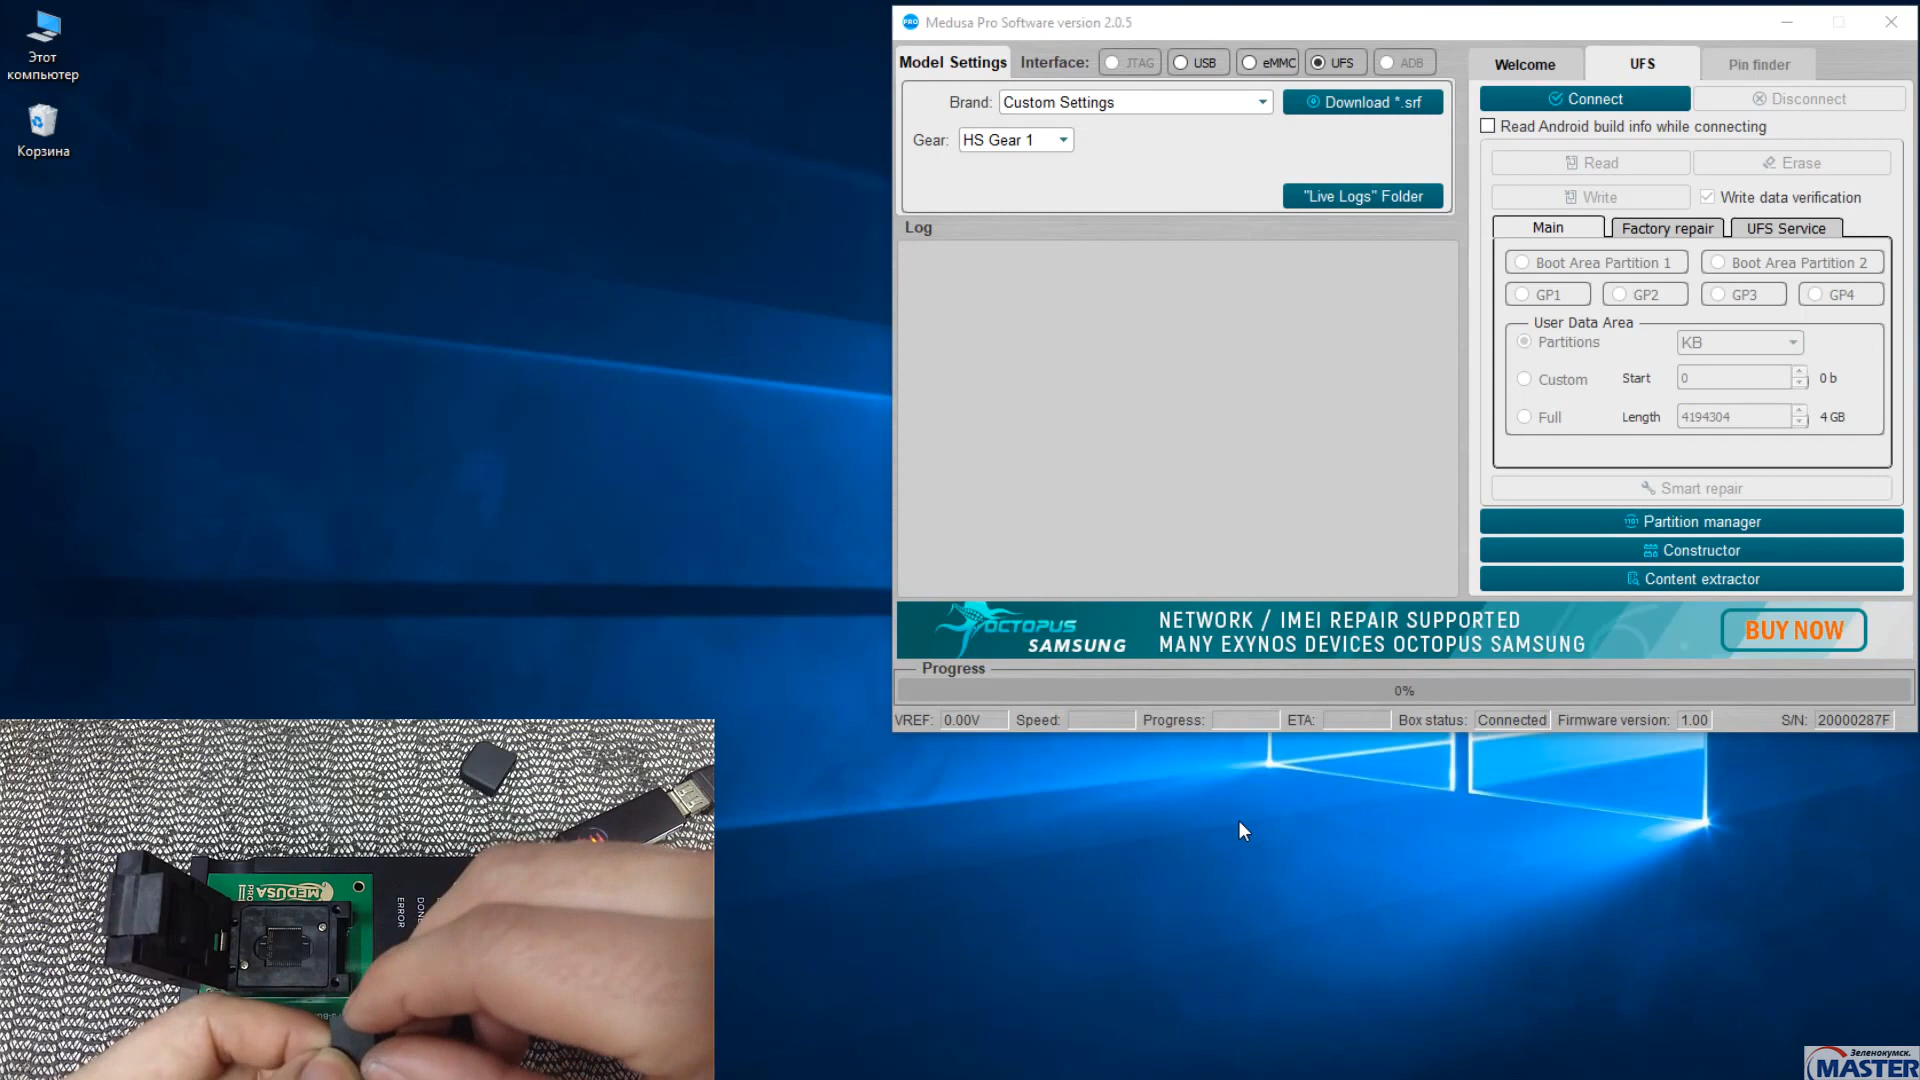 Этот
компьютер
Корзина
PRO Medusa Pro Software version 2.0.5
Model Settings Interface: JTAG USB eMMC UFS ADB
Brand: Custom Settings Download *.srf
Gear: HS Gear 1
"Live Logs" Folder
Log
Welcome UFS Pin finder
Connect Disconnect
Read Android build info while connecting
Read Erase
Write Write data verification
Main Factory repair UFS Service
Boot Area Partition 1 Boot Area Partition 2
GP1 GP2 GP3 GP4
User Data Area
Partitions KB
Custom Start 0 0 b
Full Length 4194304 4 GB
Smart repair
Partition manager
Constructor
Content extractor
OCTOPUS
SAMSUNG
NETWORK / IMEI REPAIR SUPPORTED
MANY EXYNOS DEVICES OCTOPUS SAMSUNG
BUY NOW
Progress
0%
VREF: 0.00V Speed: Progress: ETA: Box status: Connected Firmware version: 1.00 S/N: 20000287F
MEDUSA
PRO II
ERROR
DONE
Зеленокумск.
MASTER